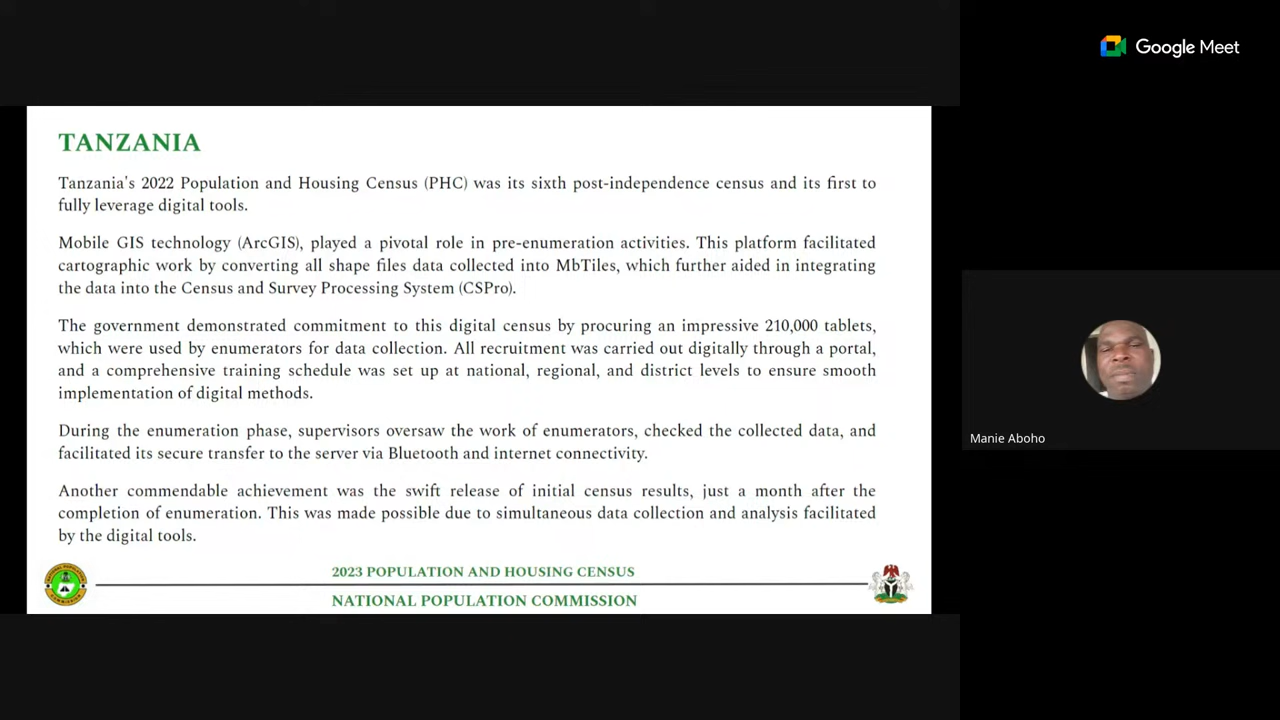 Google Meet
TANZANIA
Tanzania's 2022 Population and Housing Census (PHC) was its sixth post-independence census and its first to
fully leverage digital tools.
Mobile GIS technology (ArcGIS), played a pivotal role in pre-enumeration activities. This platform facilitated
cartographic work by converting all shape files data collected into MbTiles, which further aided in integrating
the data into the Census and Survey Processing System (CSPro).
The government demonstrated commitment to this digital census by procuring an impressive 210,000 tablets,
which were used by enumerators for data collection. All recruitment was carried out digitally through a portal,
and a comprehensive training schedule was set up at national, regional, and district levels to ensure smooth
implementation of digital methods.
During the enumeration phase, supervisors oversaw the work of enumerators, checked the collected data, and
facilitated its secure transfer to the server via Bluetooth and internet connectivity.
Another commendable achievement was the swift release of initial census results, just a month after the
completion of enumeration. This was made possible due to simultaneous data collection and analysis facilitated
by the digital tools.
2023 POPULATION AND HOUSING CENSUS
NATIONAL POPULATION COMMISSION
Manie Aboho